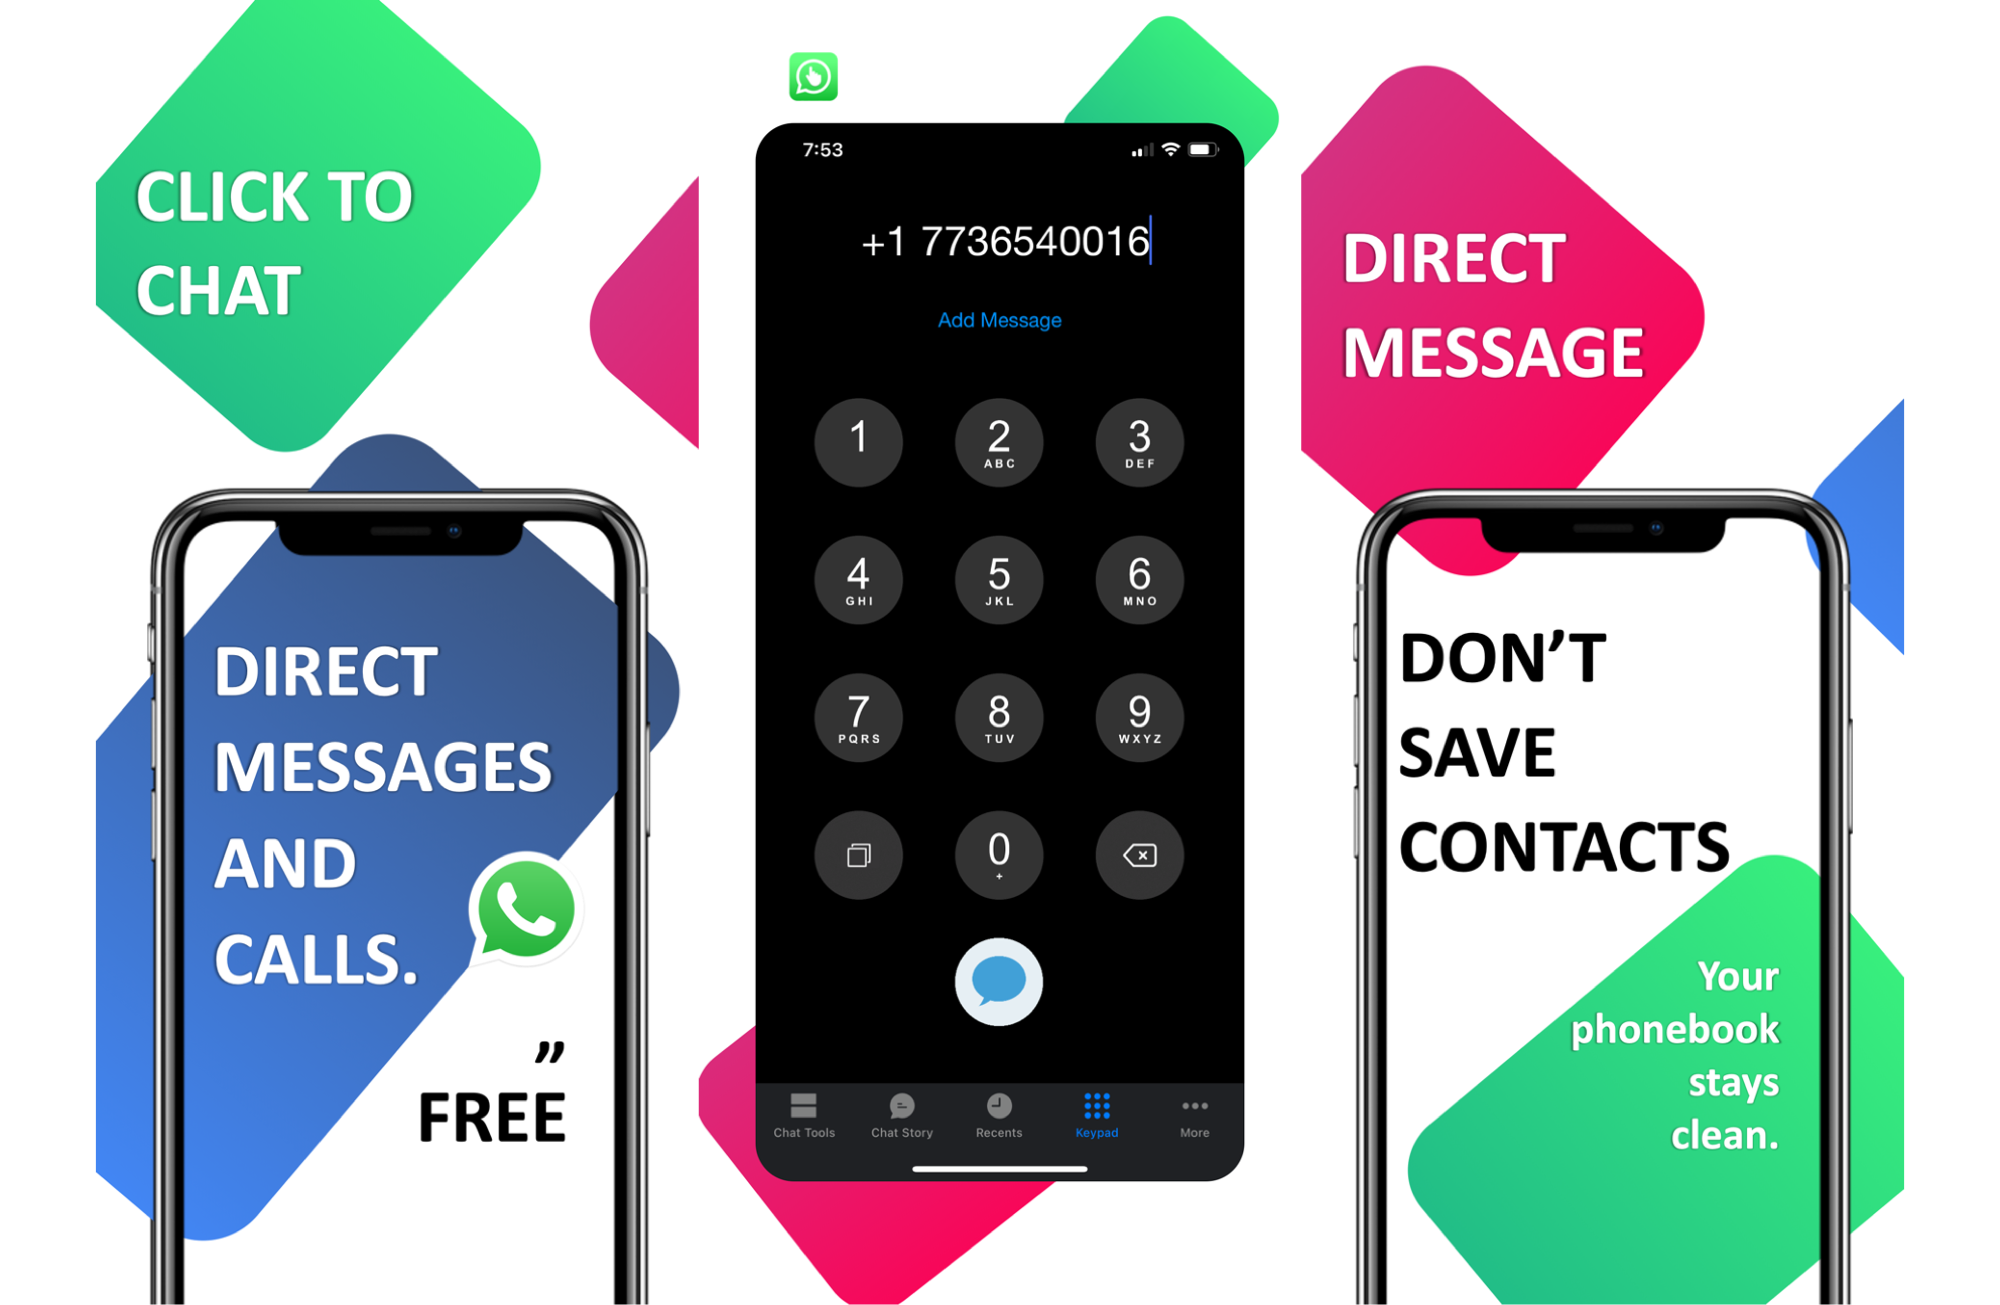 CLICK TO
CHAT
DIRECT
MESSAGES
AND
CALLS.
”
FREE
7:53
+1 7736540016
Add Message
1
2
ABC
3
DEF
4
GHI
5
JKL
6
MNO
7
PQRS
8
TUV
9
WXYZ
0
+
Chat Tools
Chat Story
Recents
Keypad
More
DIRECT
MESSAGE
DON’T
SAVE
CONTACTS
Your
phonebook
stays
clean.